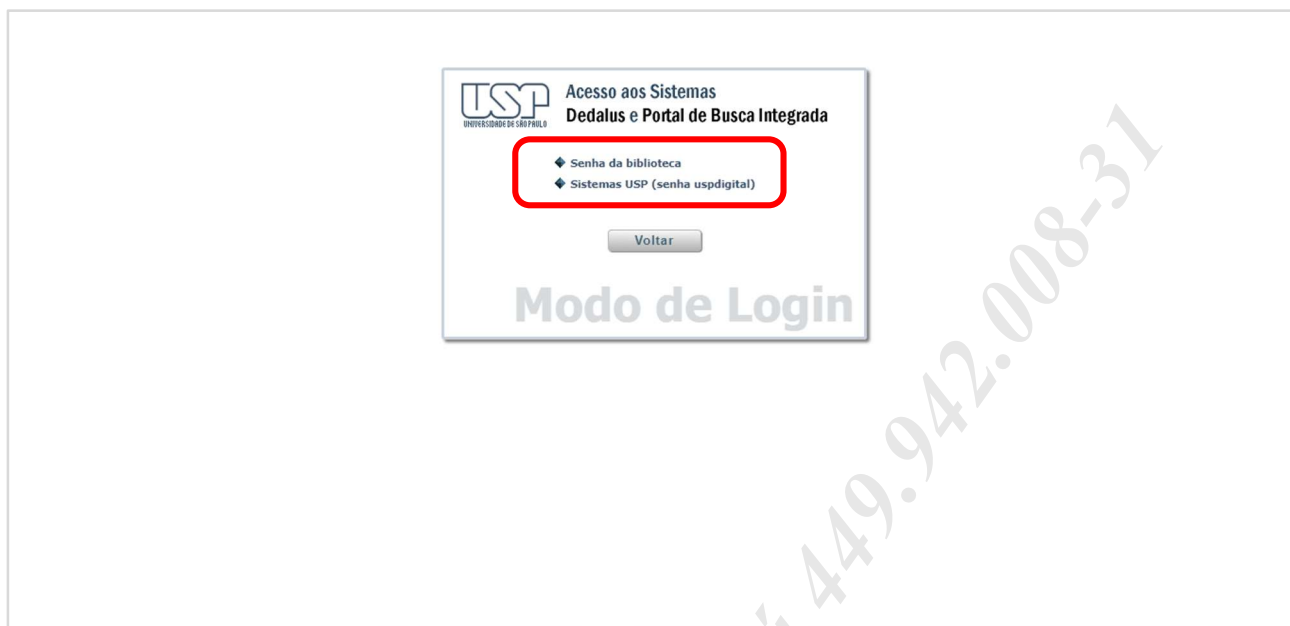 USP
UNIVERSIDADE DE SÃO PAULO
Acesso aos Sistemas
Dedalus e Portal de Busca Integrada
Senha da biblioteca
Sistemas USP (senha uspdigital)
Voltar
Modo de Login
449.942.008-31